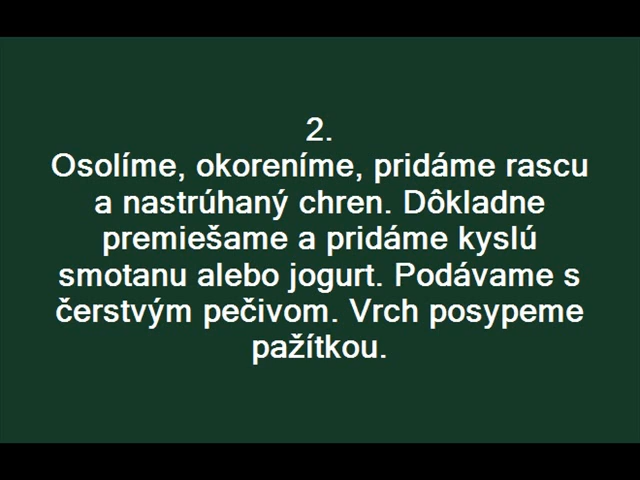 2.
Osolíme, okoreníme, pridáme rascu
a nastrúhaný chren. Dôkladne
premiešame a pridáme kyslú
smotanu alebo jogurt. Podávame s
čerstvým pečivom. Vrch posypeme
pažítkou.